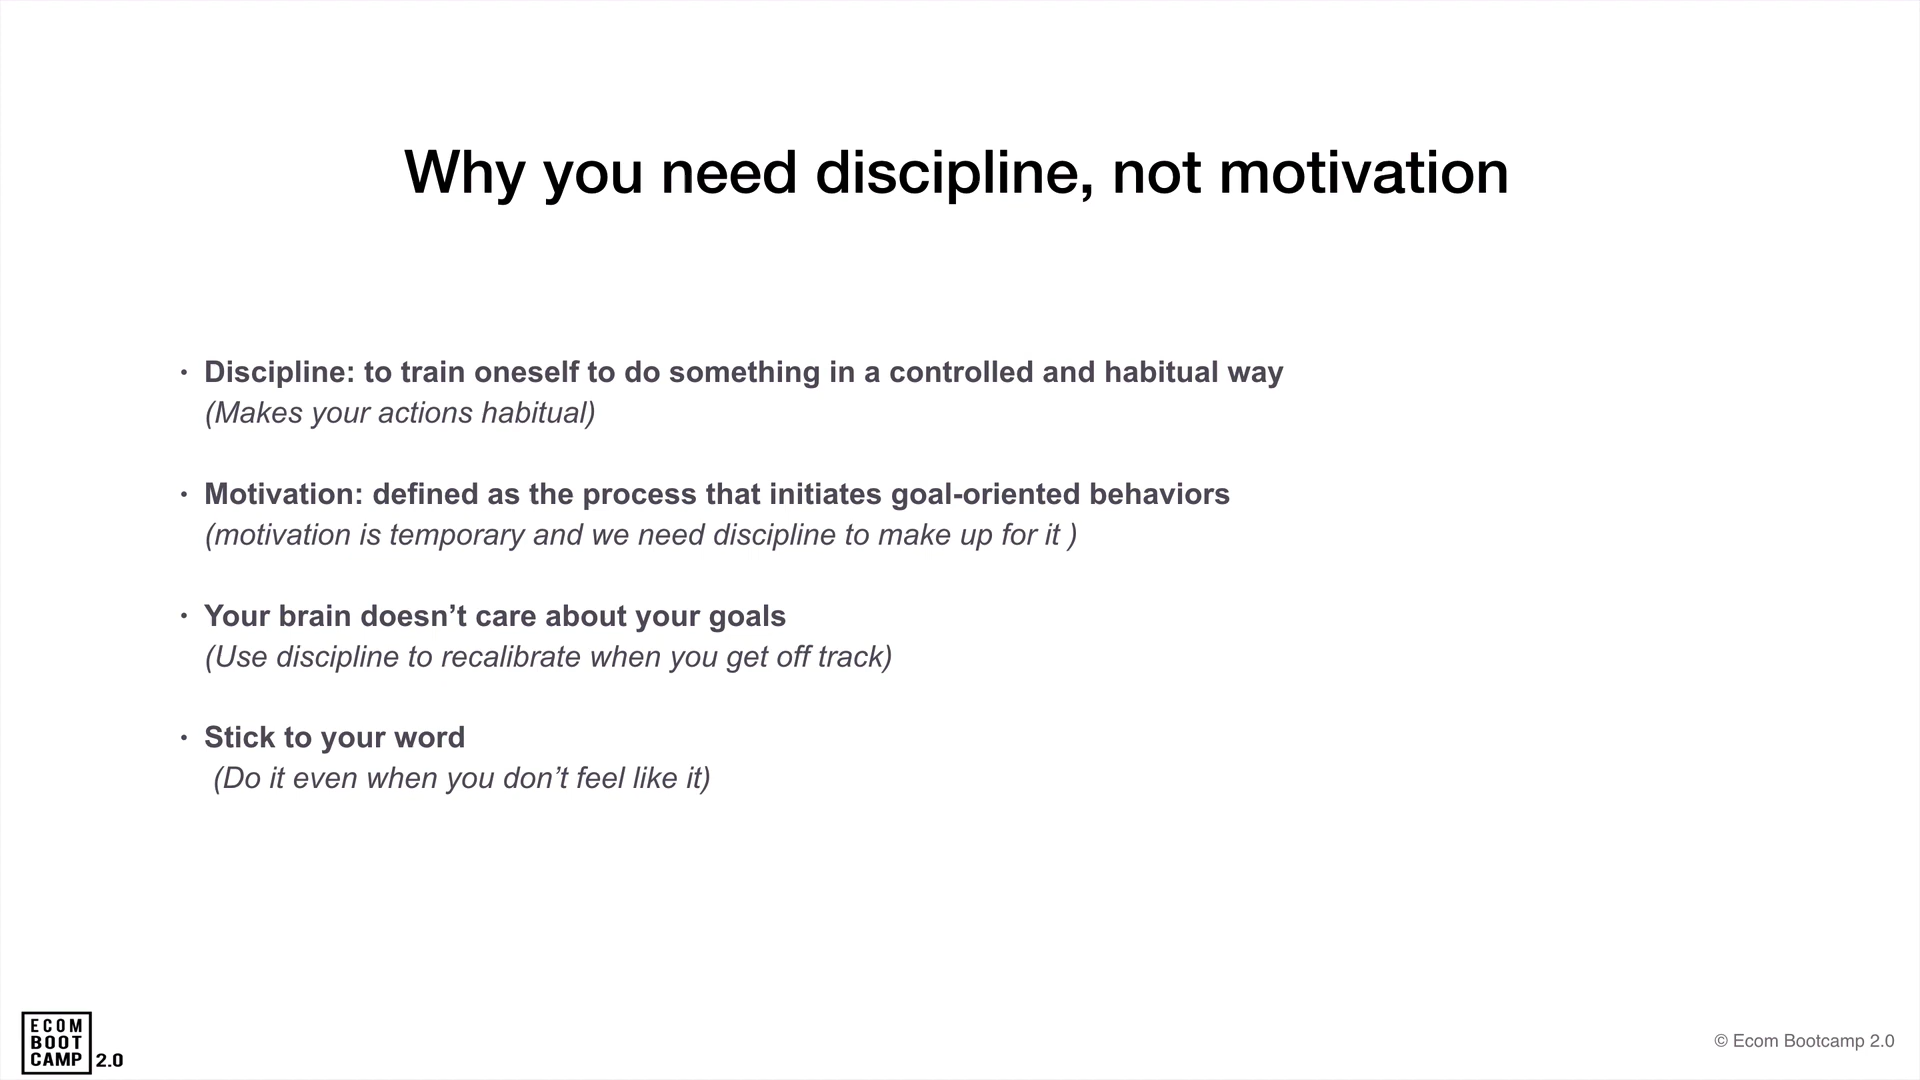 Why you need discipline, not motivation
• Discipline: to train oneself to do something in a controlled and habitual way
(Makes your actions habitual)
• Motivation: defined as the process that initiates goal-oriented behaviors
(motivation is temporary and we need discipline to make up for it )
• Your brain doesn’t care about your goals
(Use discipline to recalibrate when you get off track)
• Stick to your word
(Do it even when you don’t feel like it)
ECOM
BOOT
CAMP 2.0
© Ecom Bootcamp 2.0